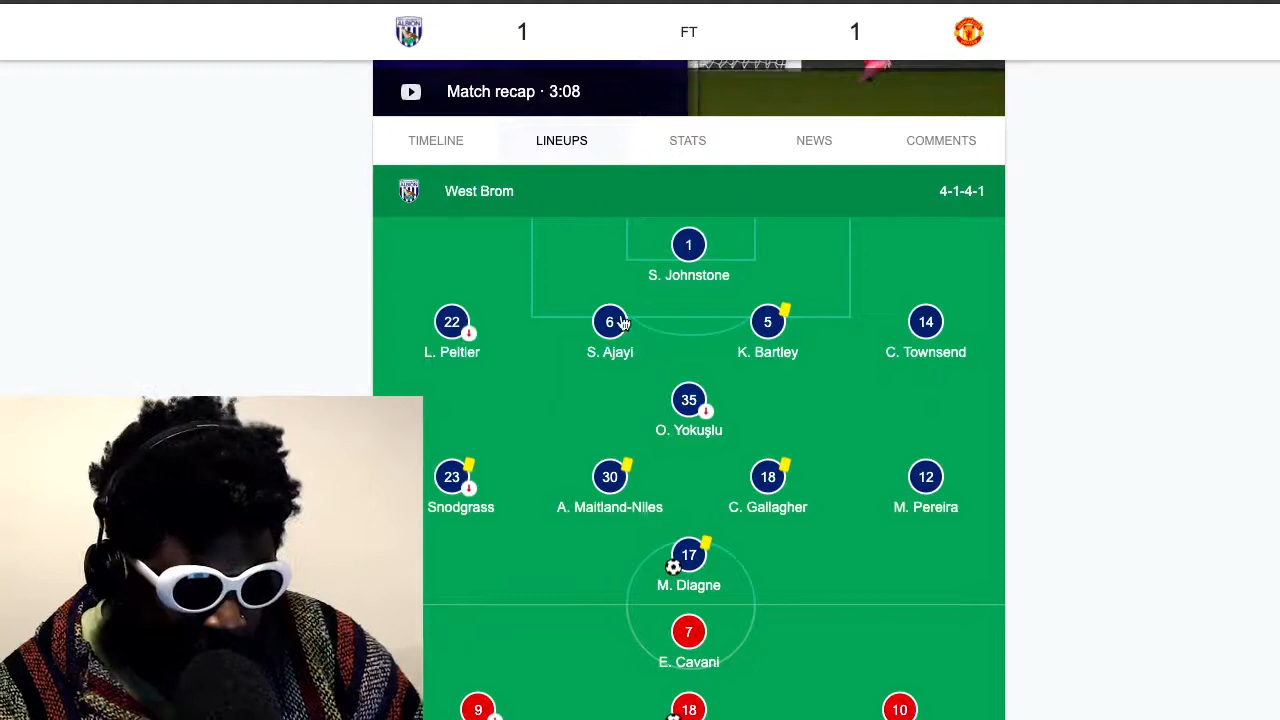 1 FT 1
Match recap · 3:08
TIMELINE LINEUPS STATS NEWS COMMENTS
West Brom 4-1-4-1
1
S. Johnstone
22 6 5 14
L. Peltier S. Ajayi K. Bartley C. Townsend
35
O. Yokuşlu
23 30 18 12
Snodgrass A. Maitland-Niles C. Gallagher M. Pereira
17
M. Diagne
7
E. Cavani
9 18 10